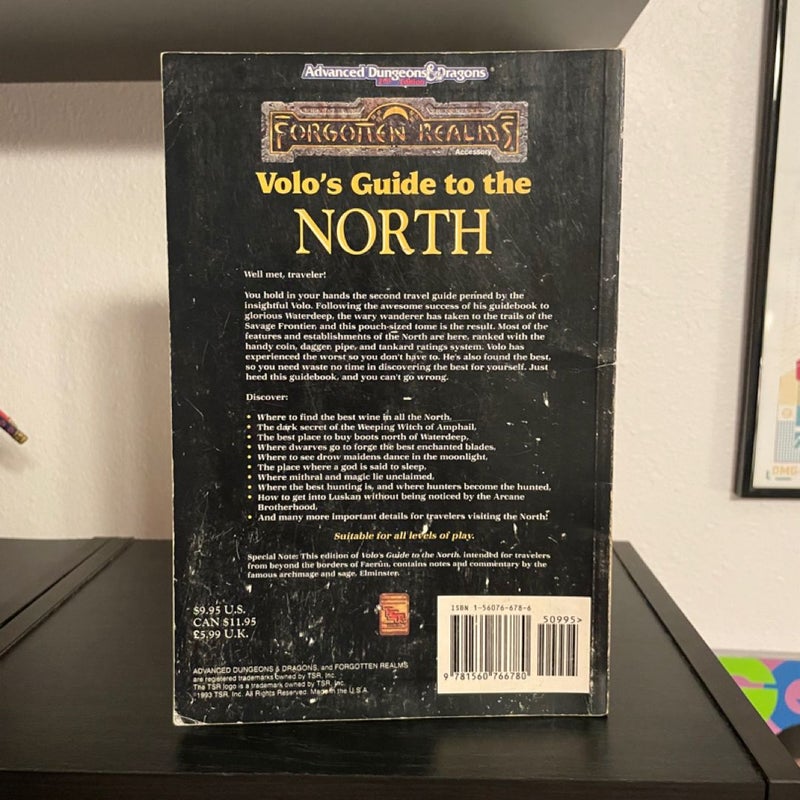 Advanced Dungeons & Dragons®
2nd Edition
FORGOTTEN REALMS
Accessory
Volo's Guide to the
NORTH
Well met, traveler!
You hold in your hands the second travel guide penned by the
insightful Volo. Following the awesome success of his guidebook to
glorious Waterdeep, the wary wanderer has taken to the trails of the
Savage Frontier, and this pouch-sized tome is the result. Most of the
features and establishments of the North are here, ranked with the
handy coin, dagger, pipe, and tankard ratings system. Volo has
experienced the worst so you don't have to. He's also found the best,
so you need waste no time in discovering the best for yourself. Just
heed this guidebook, and you can't go wrong.
Discover:
• Where to find the best wine in all the North.
• The dark secret of the Weeping Witch of Amphail.
• The best place to buy boots north of Waterdeep.
• Where dwarves go to forge the best enchanted blades.
• Where to see drow maidens dance in the moonlight.
• The place where a god is said to sleep.
• Where mithral and magic lie unclaimed.
• Where the best hunting is, and where hunters become the hunted.
• How to get into Luskan without being noticed by the Arcane
Brotherhood.
• And many more important details for travelers visiting the North!
Suitable for all levels of play.
Special Note: This edition of Volo's Guide to the North, intended for travelers
from beyond the borders of Faerûn, contains notes and commentary by the
famous archmage and sage, Elminster.
$9.95 U.S.
CAN $11.95
£5.99 U.K.
TSR
ISBN 1-56076-678-6
50995>
9 781560 766780
ADVANCED DUNGEONS & DRAGONS, and FORGOTTEN REALMS
are registered trademarks owned by TSR, Inc.
The TSR logo is a trademark owned by TSR, Inc.
©1993 TSR, Inc. All Rights Reserved. Made in the U.S.A.
DMG